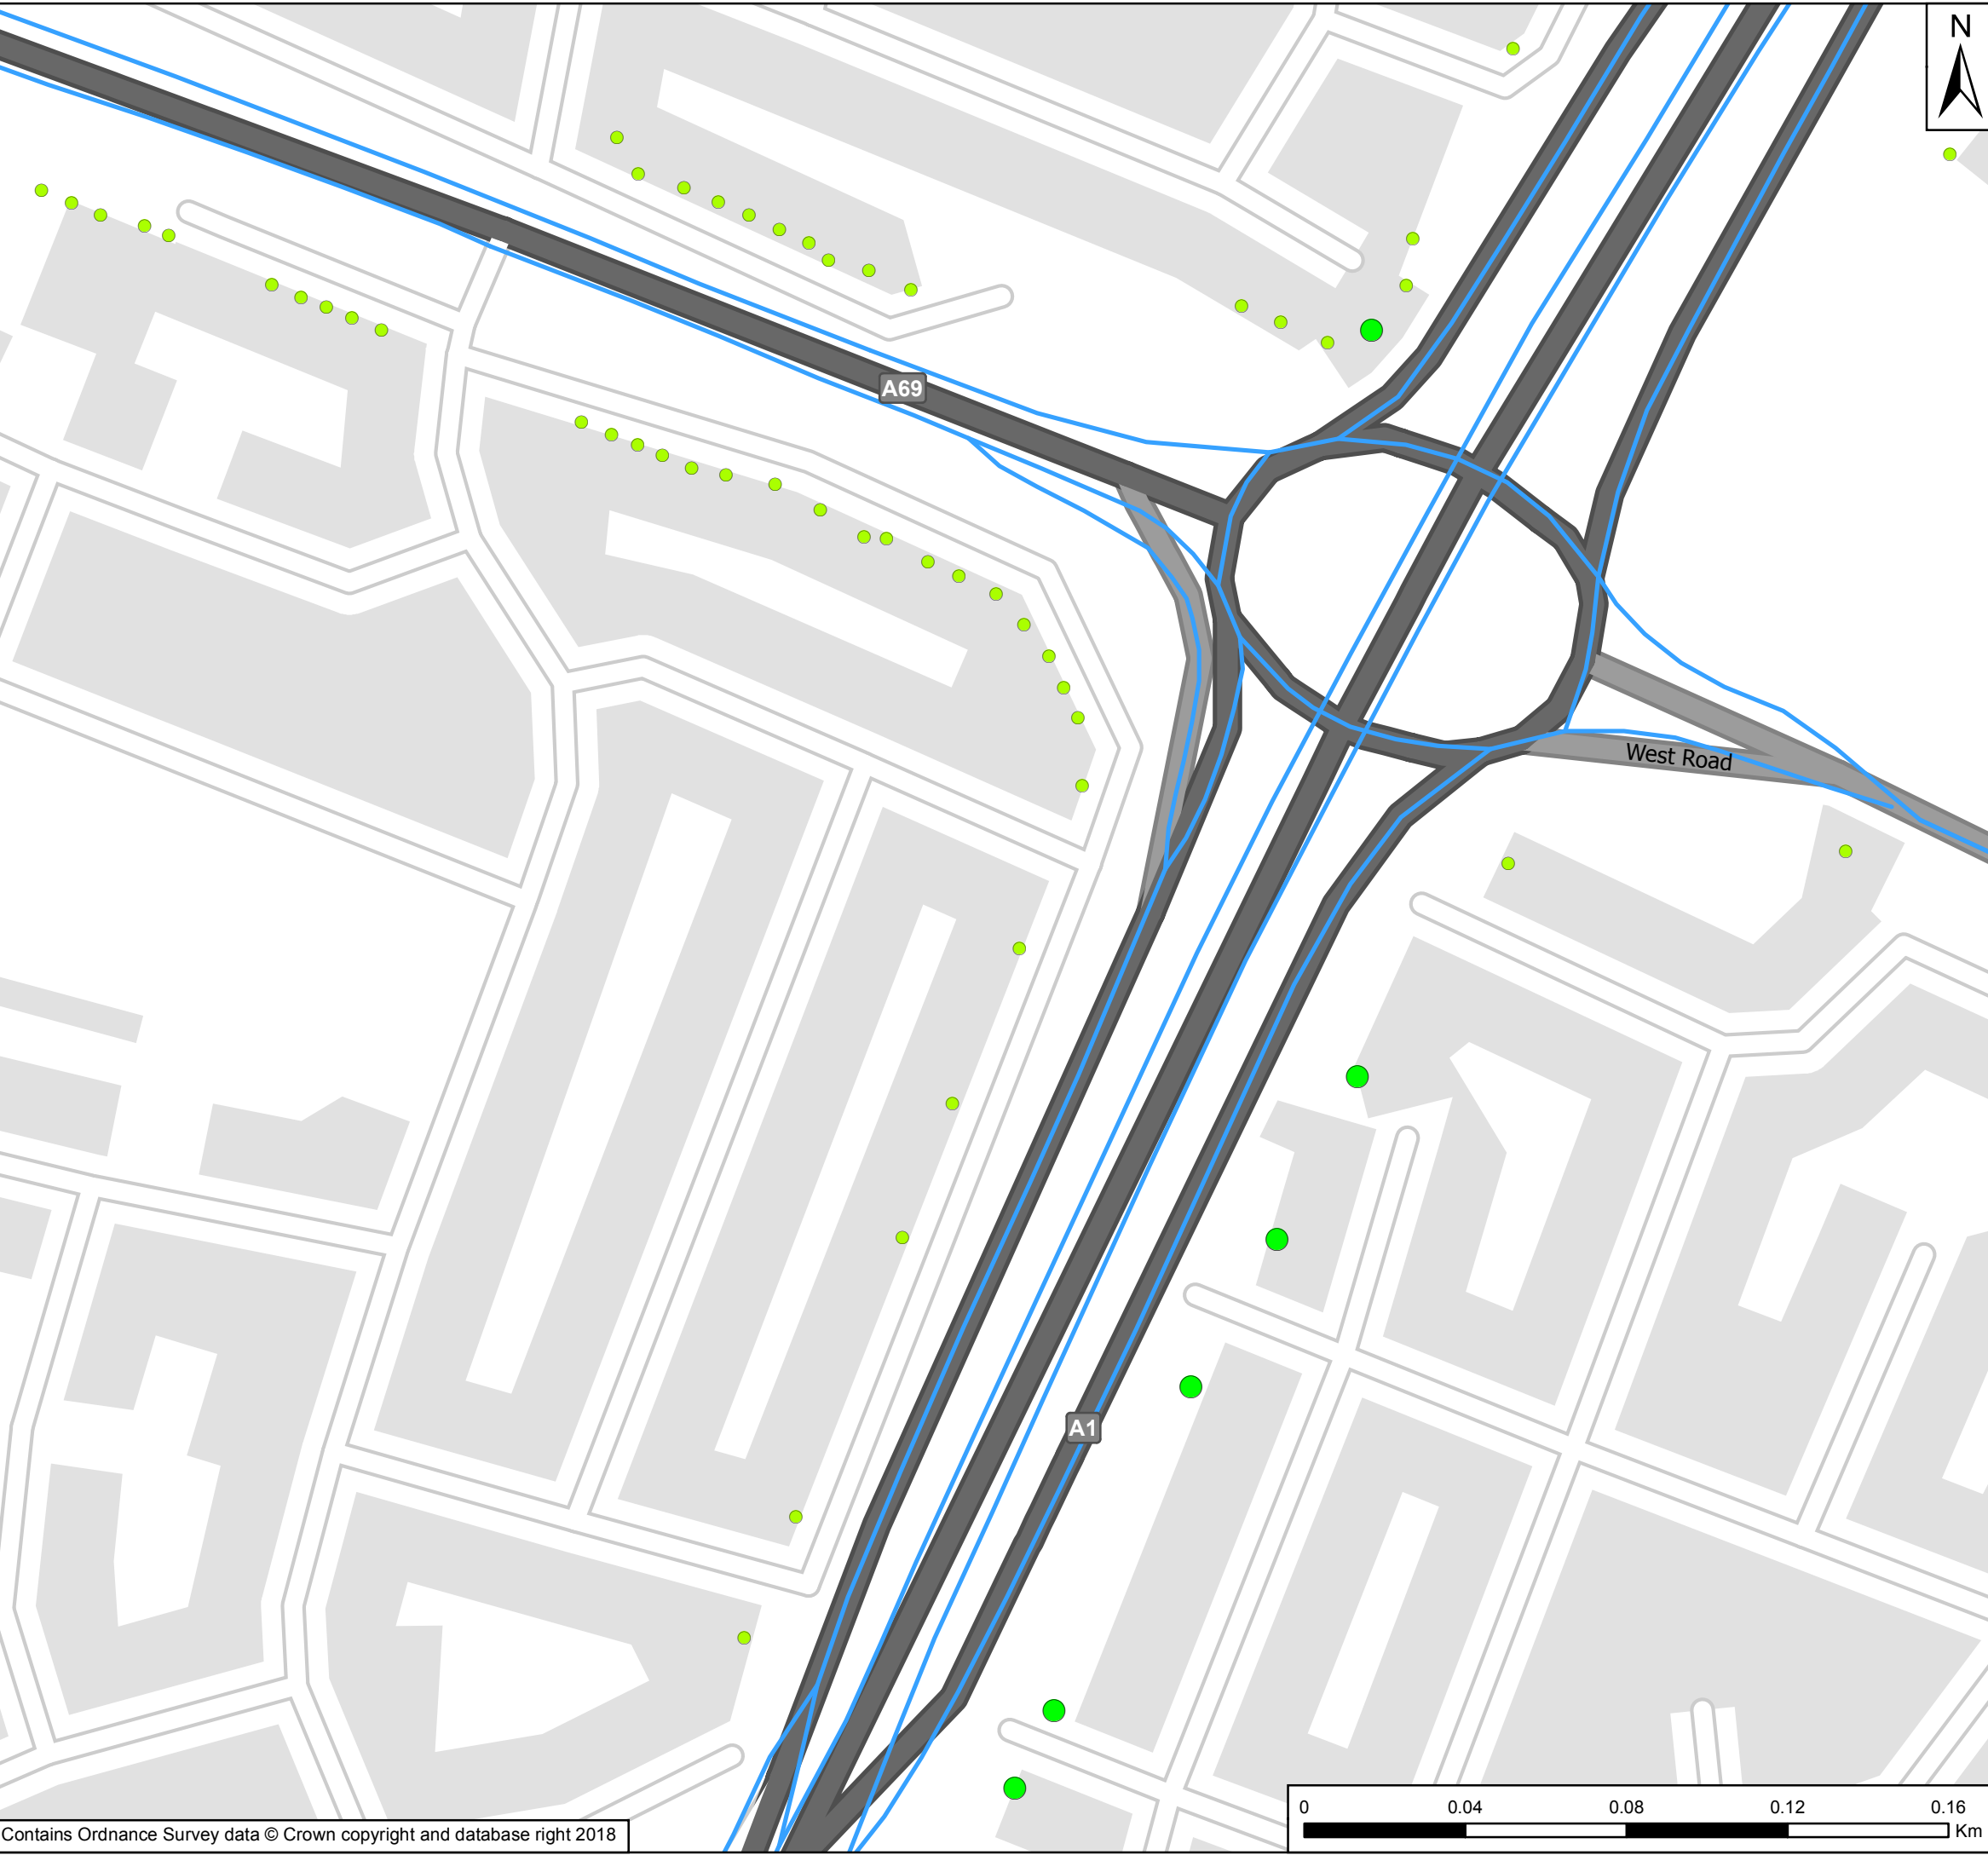 N
A69
West Road
A1
0 0.04 0.08 0.12 0.16
Km
Contains Ordnance Survey data © Crown copyright and database right 2018